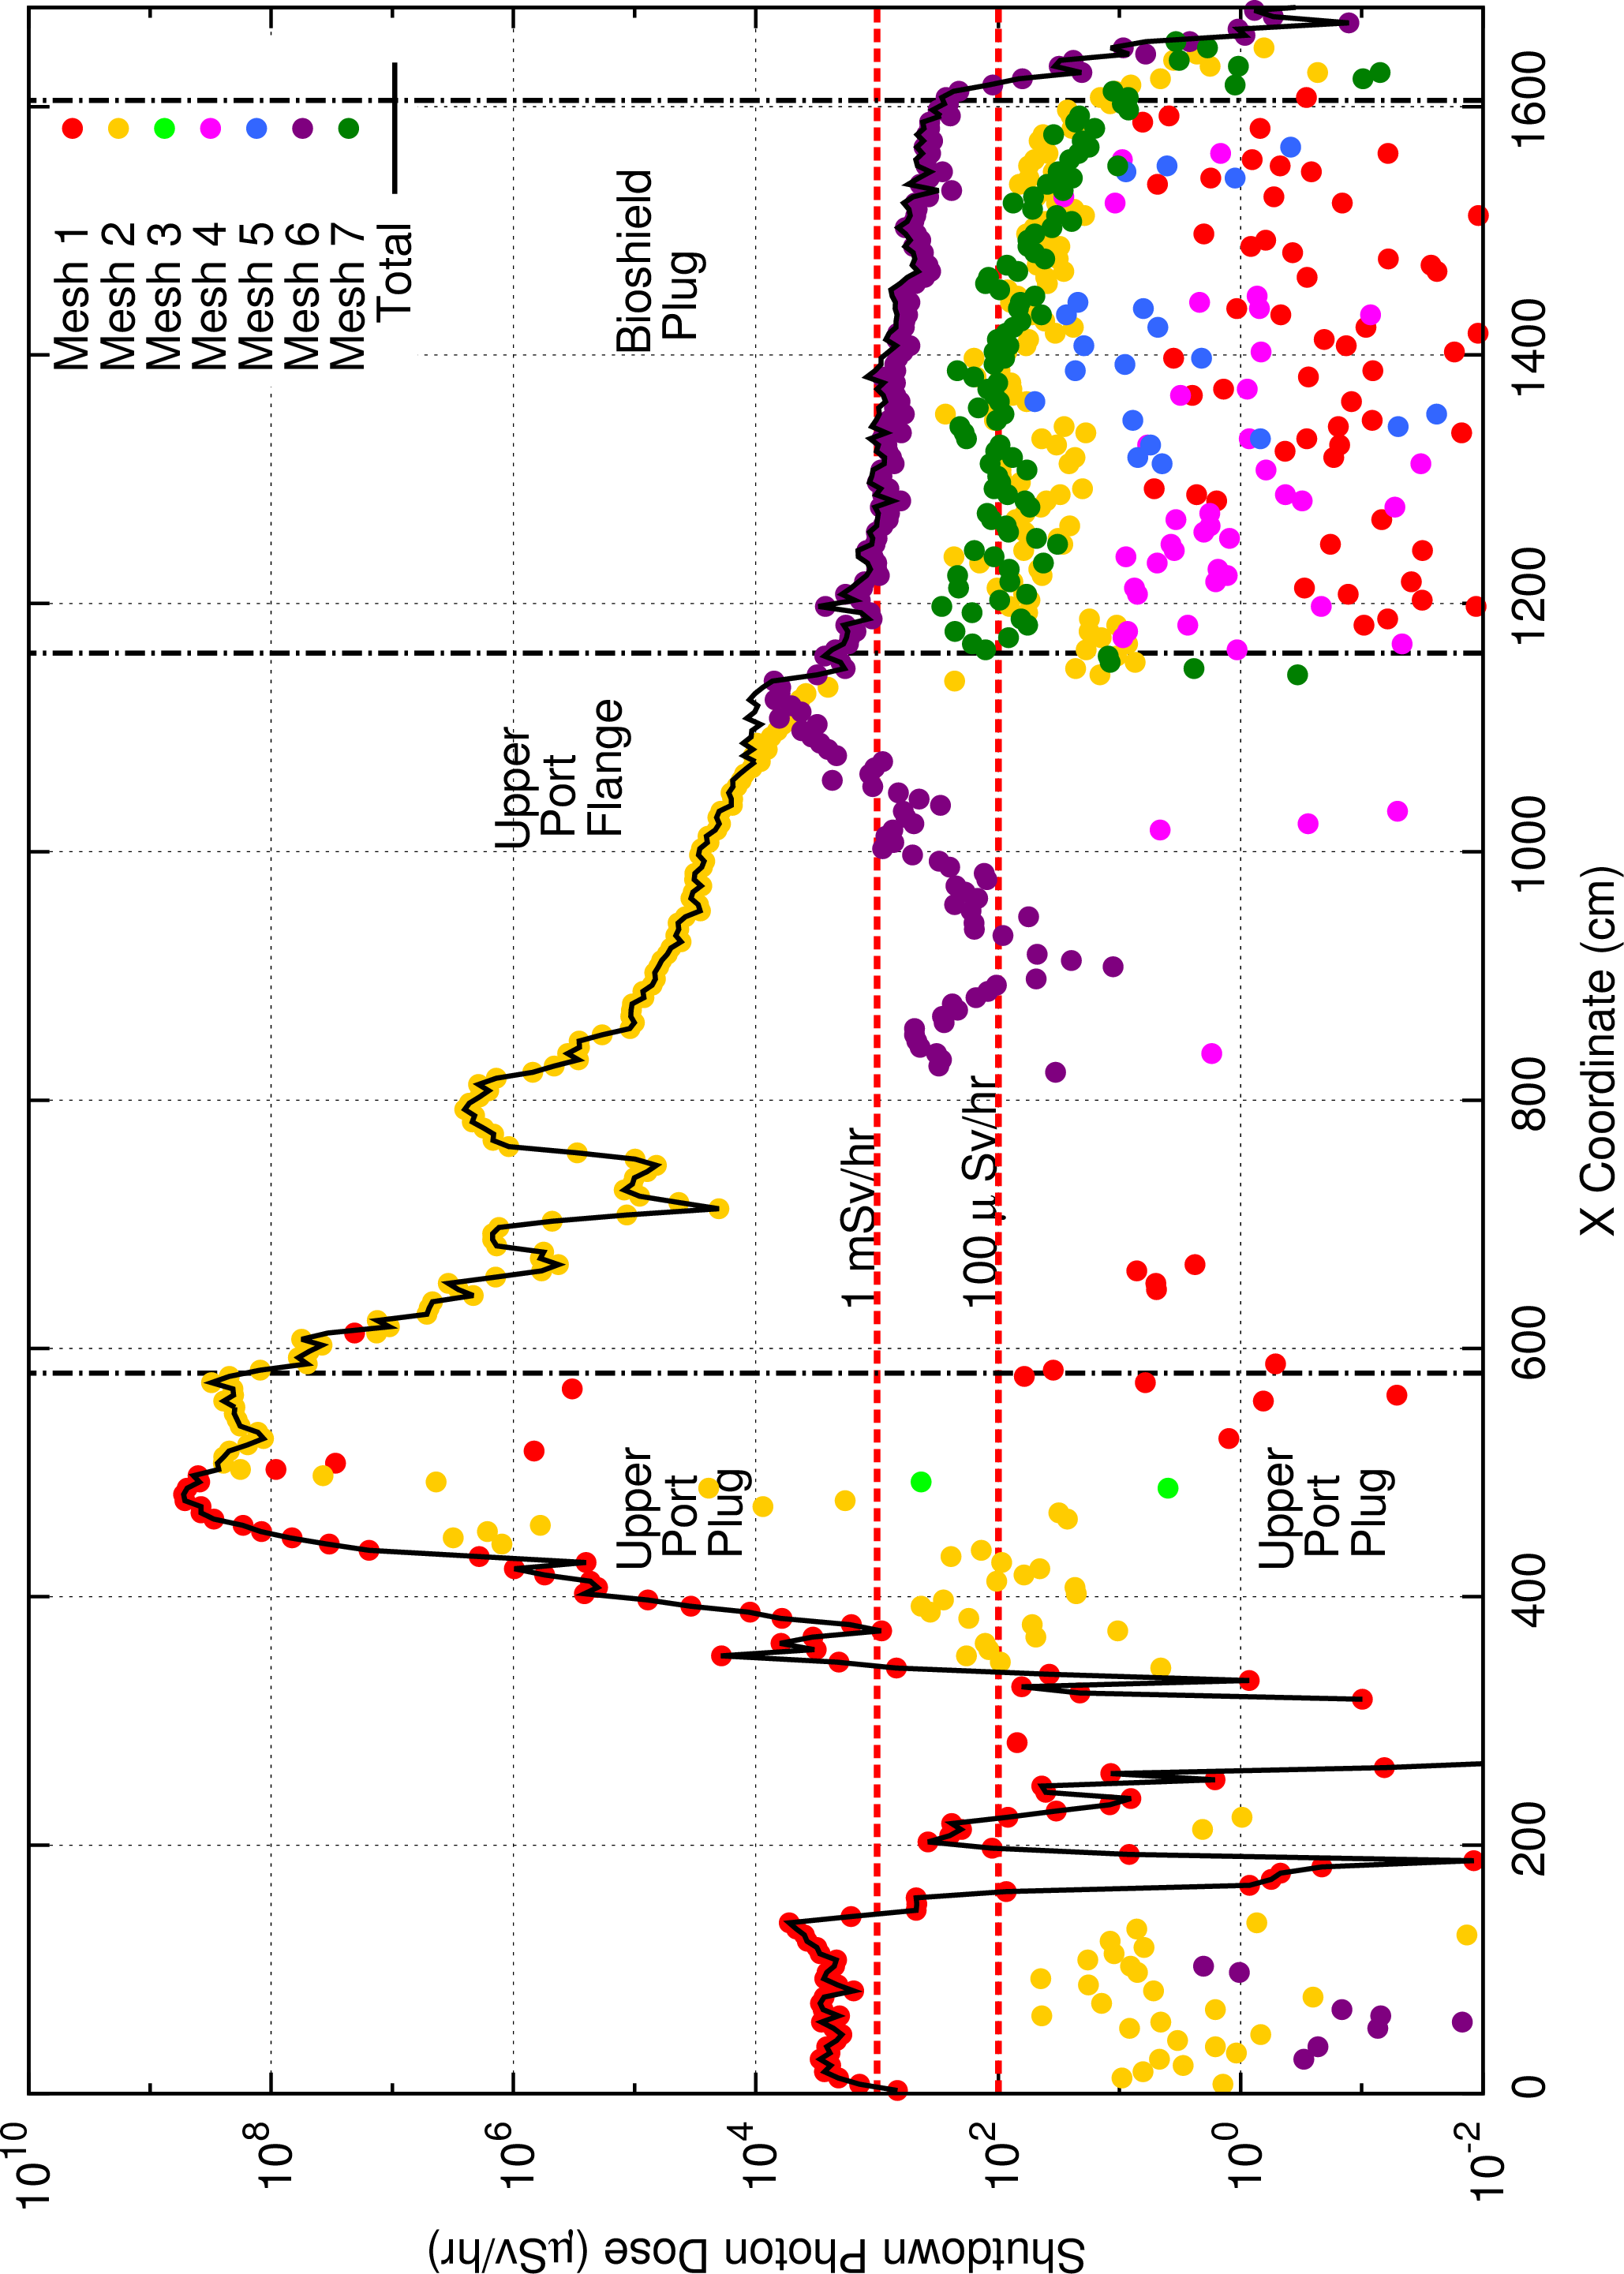 Mesh 1
Mesh 2
Mesh 3
Mesh 4
Mesh 5
Mesh 6
Mesh 7
Total
Bioshield
Plug
Upper
Port
Flange
Upper
Port
Plug
Upper
Port
Plug
1 mSv/hr
100 μ Sv/hr
10^10
10^8
10^6
10^4
10^2
10^0
10^-2
0
200
400
600
800
1000
1200
1400
1600
X Coordinate (cm)
Shutdown Photon Dose (μSv/hr)